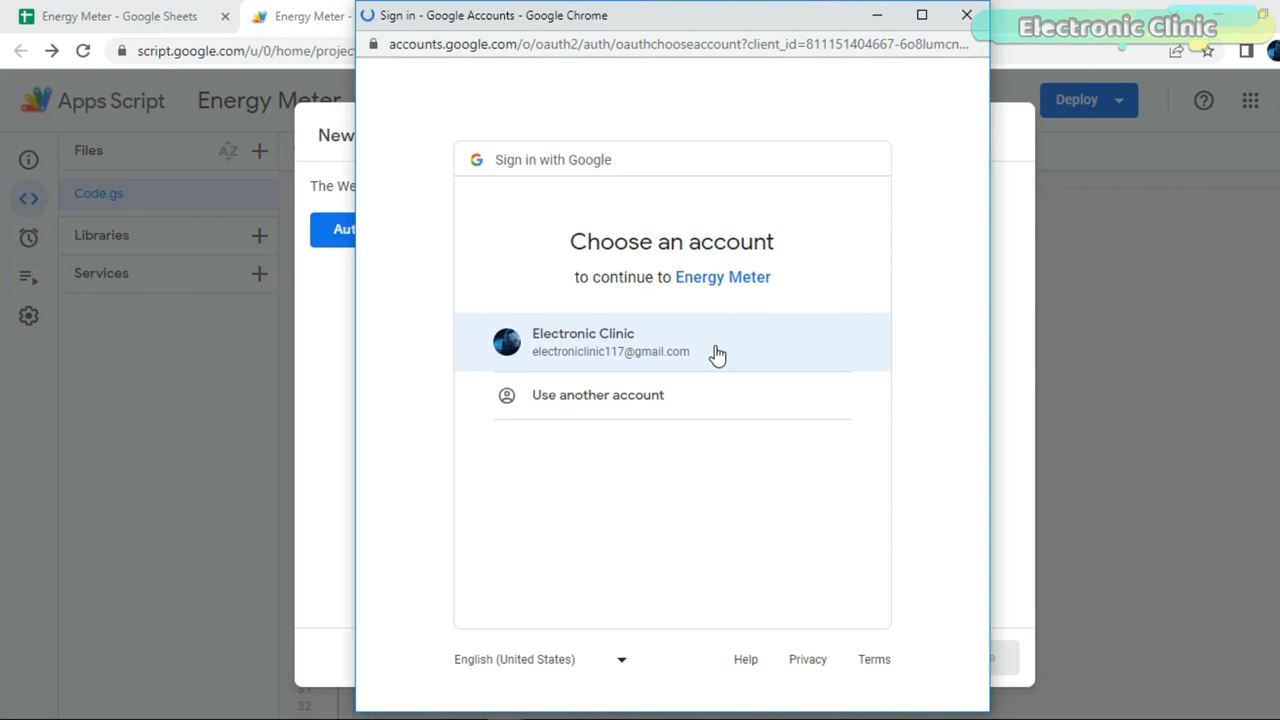 Energy Meter - Google Sheets
Energy Meter -
Sign in - Google Accounts - Google Chrome
Electronic Clinic
script.google.com/u/0/home/projec
accounts.google.com/o/oauth2/auth/oauthchooseaccount?client_id=811151404667-6o8lumcn...
Apps Script
Energy Meter
Deploy
New
Files
AZ
Sign in with Google
The We
Code.gs
Aut
Libraries
Services
Choose an account
to continue to Energy Meter
Electronic Clinic
electroniclinic117@gmail.com
Use another account
English (United States)
Help
Privacy
Terms
32